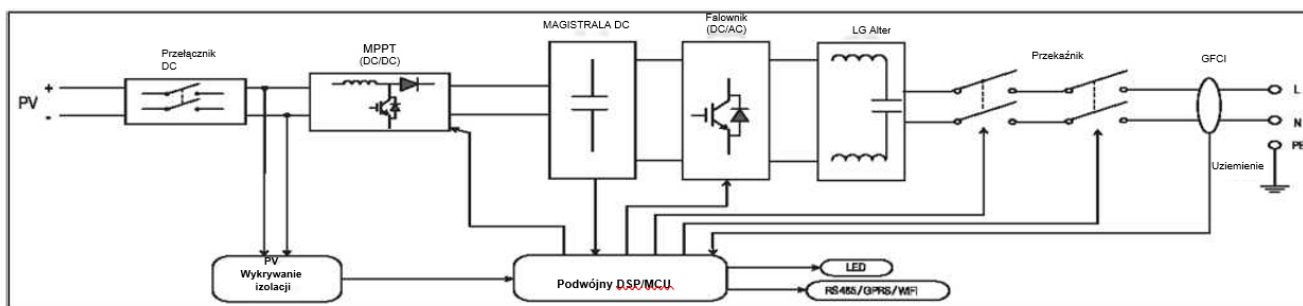 MAGISTRALA DC
Falownik
(DC/AC)
LG Alter
Przełącznik
DC
MPPT
(DC/DC)
Przekaźnik
GFCI
PV
+
-
L
N
PE
Uziemienie
PV
Wykrywanie
izolacji
Podwójny DSP/MCU
LED
RS485/GPRS/WIFI